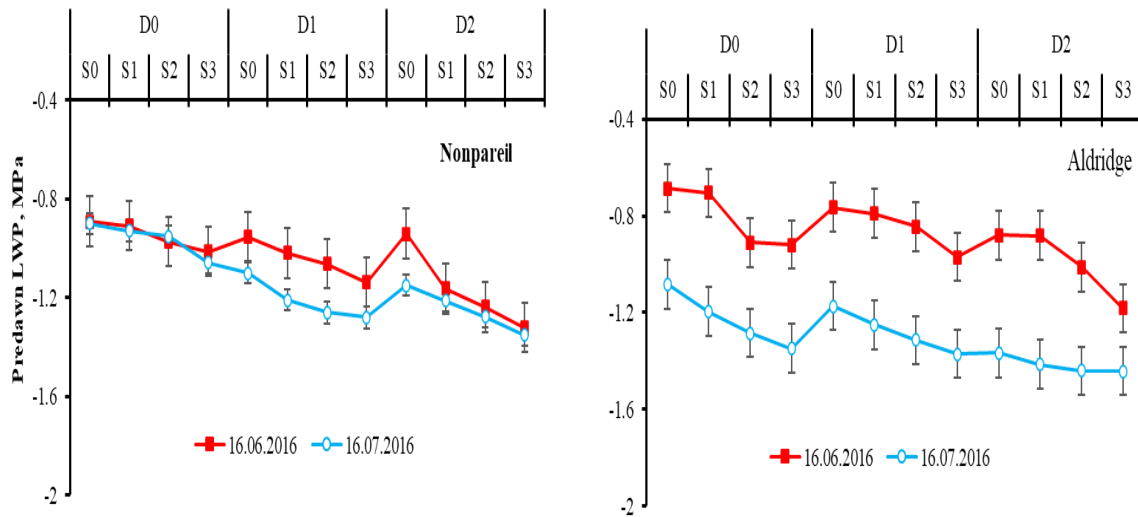 D0 D1 D2
S0 S1 S2 S3 S0 S1 S2 S3 S0 S1 S2 S3
-0.4
Nonpareil
-0.8
-1.2
-1.6
-2
Predawn LWP, MPa
16.06.2016 16.07.2016
D0 D1 D2
S0 S1 S2 S3 S0 S1 S2 S3 S0 S1 S2 S3
-0.4
Aldridge
-0.8
-1.2
-1.6
-2
16.06.2016 16.07.2016